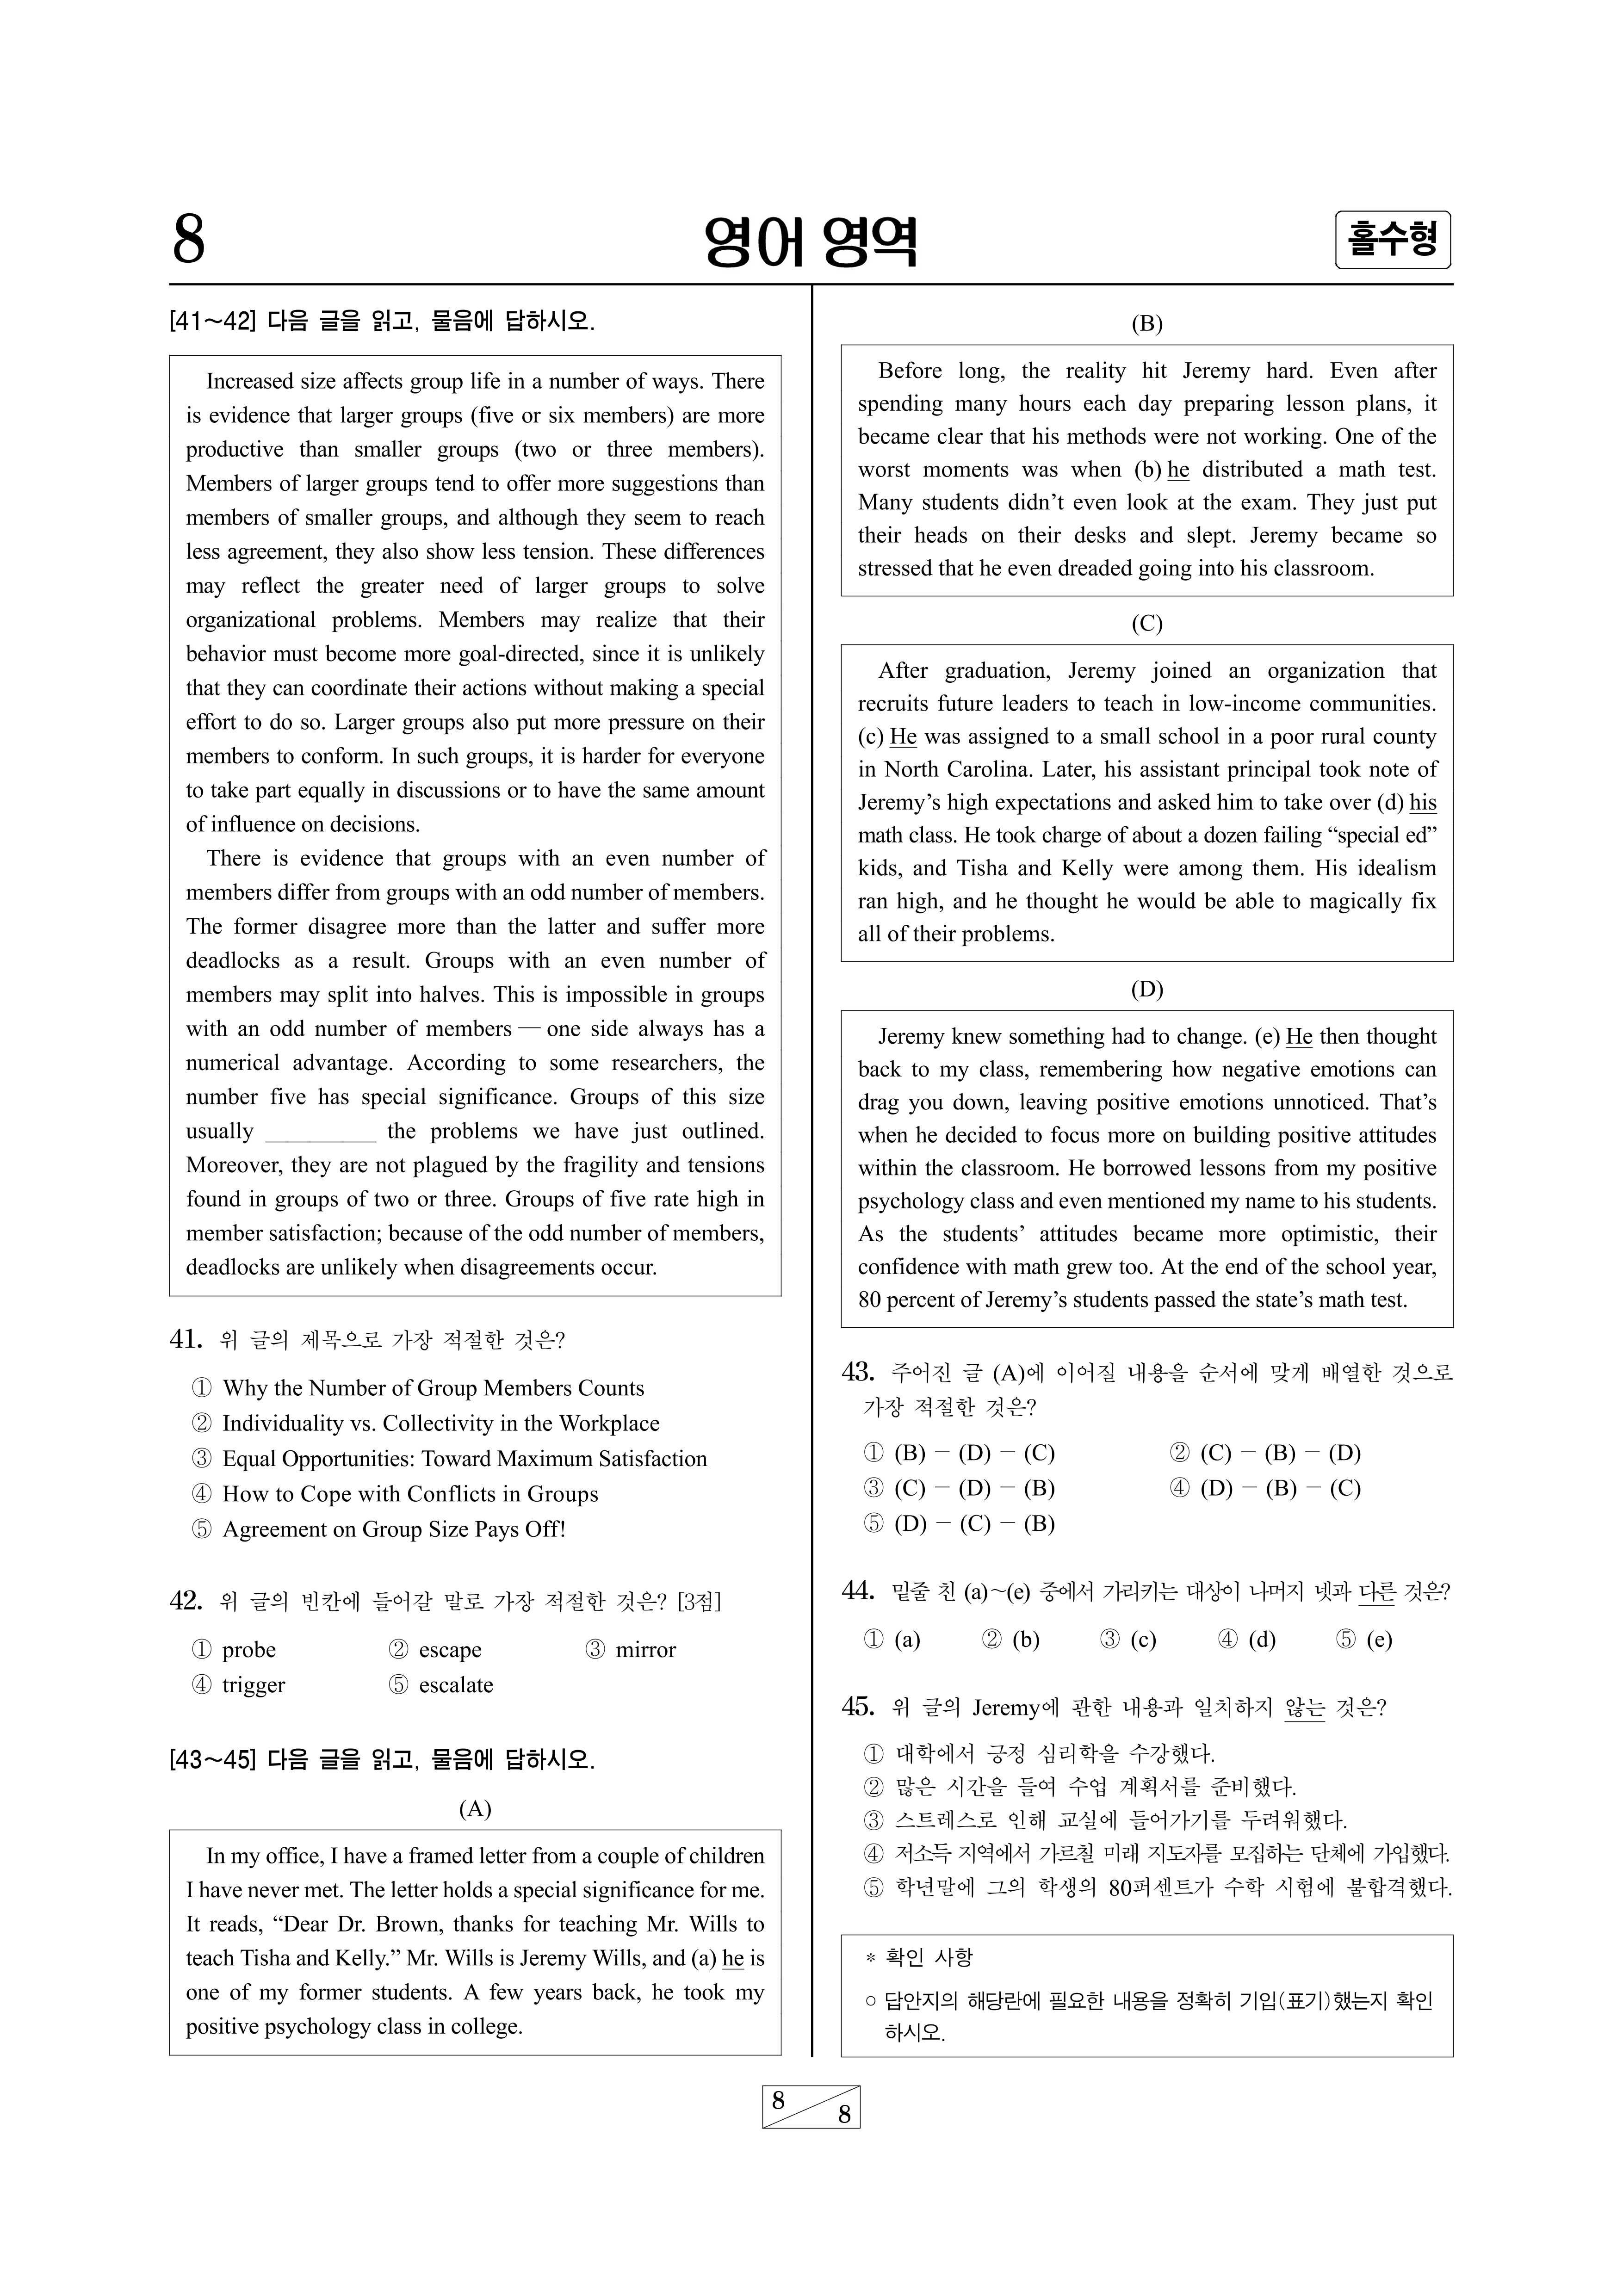 8
영어 영역
홀수형
[41~42] 다음 글을 읽고, 물음에 답하시오.
Increased size affects group life in a number of ways. There
is evidence that larger groups (five or six members) are more
productive than smaller groups (two or three members).
Members of larger groups tend to offer more suggestions than
members of smaller groups, and although they seem to reach
less agreement, they also show less tension. These differences
may reflect the greater need of larger groups to solve
organizational problems. Members may realize that their
behavior must become more goal-directed, since it is unlikely
that they can coordinate their actions without making a special
effort to do so. Larger groups also put more pressure on their
members to conform. In such groups, it is harder for everyone
to take part equally in discussions or to have the same amount
of influence on decisions.
There is evidence that groups with an even number of
members differ from groups with an odd number of members.
The former disagree more than the latter and suffer more
deadlocks as a result. Groups with an even number of
members may split into halves. This is impossible in groups
with an odd number of members — one side always has a
numerical advantage. According to some researchers, the
number five has special significance. Groups of this size
usually __________ the problems we have just outlined.
Moreover, they are not plagued by the fragility and tensions
found in groups of two or three. Groups of five rate high in
member satisfaction; because of the odd number of members,
deadlocks are unlikely when disagreements occur.
41. 위 글의 제목으로 가장 적절한 것은?
① Why the Number of Group Members Counts
② Individuality vs. Collectivity in the Workplace
③ Equal Opportunities: Toward Maximum Satisfaction
④ How to Cope with Conflicts in Groups
⑤ Agreement on Group Size Pays Off!
42. 위 글의 빈칸에 들어갈 말로 가장 적절한 것은? [3점]
① probe ② escape ③ mirror
④ trigger ⑤ escalate
[43~45] 다음 글을 읽고, 물음에 답하시오.
(A)
In my office, I have a framed letter from a couple of children
I have never met. The letter holds a special significance for me.
It reads, “Dear Dr. Brown, thanks for teaching Mr. Wills to
teach Tisha and Kelly.” Mr. Wills is Jeremy Wills, and (a) he is
one of my former students. A few years back, he took my
positive psychology class in college.
(B)
Before long, the reality hit Jeremy hard. Even after
spending many hours each day preparing lesson plans, it
became clear that his methods were not working. One of the
worst moments was when (b) he distributed a math test.
Many students didn’t even look at the exam. They just put
their heads on their desks and slept. Jeremy became so
stressed that he even dreaded going into his classroom.
(C)
After graduation, Jeremy joined an organization that
recruits future leaders to teach in low-income communities.
(c) He was assigned to a small school in a poor rural county
in North Carolina. Later, his assistant principal took note of
Jeremy’s high expectations and asked him to take over (d) his
math class. He took charge of about a dozen failing “special ed”
kids, and Tisha and Kelly were among them. His idealism
ran high, and he thought he would be able to magically fix
all of their problems.
(D)
Jeremy knew something had to change. (e) He then thought
back to my class, remembering how negative emotions can
drag you down, leaving positive emotions unnoticed. That’s
when he decided to focus more on building positive attitudes
within the classroom. He borrowed lessons from my positive
psychology class and even mentioned my name to his students.
As the students’ attitudes became more optimistic, their
confidence with math grew too. At the end of the school year,
80 percent of Jeremy’s students passed the state’s math test.
43. 주어진 글 (A)에 이어질 내용을 순서에 맞게 배열한 것으로
가장 적절한 것은?
① (B) － (D) － (C) ② (C) － (B) － (D)
③ (C) － (D) － (B) ④ (D) － (B) － (C)
⑤ (D) － (C) － (B)
44. 밑줄 친 (a)~(e) 중에서 가리키는 대상이 나머지 넷과 다른 것은?
① (a) ② (b) ③ (c) ④ (d) ⑤ (e)
45. 위 글의 Jeremy에 관한 내용과 일치하지 않는 것은?
① 대학에서 긍정 심리학을 수강했다.
② 많은 시간을 들여 수업 계획서를 준비했다.
③ 스트레스로 인해 교실에 들어가기를 두려워했다.
④ 저소득 지역에서 가르칠 미래 지도자를 모집하는 단체에 가입했다.
⑤ 학년말에 그의 학생의 80퍼센트가 수학 시험에 불합격했다.
* 확인 사항
○ 답안지의 해당란에 필요한 내용을 정확히 기입(표기)했는지 확인
하시오.
8
8